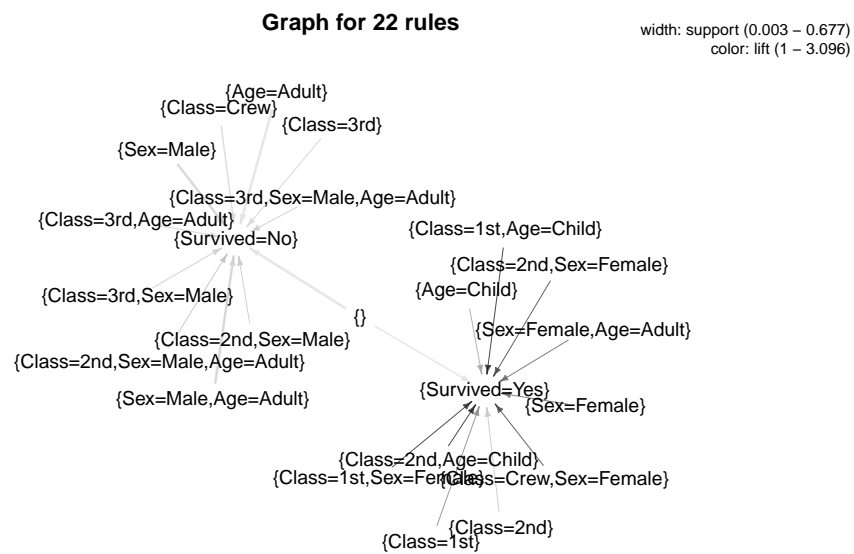 Graph for 22 rules
width: support (0.003 − 0.677)
color: lift (1 − 3.096)
{Age=Adult}
{Class=Crew}
{Class=3rd}
{Sex=Male}
{Class=3rd,Sex=Male,Age=Adult}
{Class=3rd,Age=Adult}
{Survived=No}
{Class=1st,Age=Child}
{Class=2nd,Sex=Female}
{Age=Child}
{Class=3rd,Sex=Male}
{}
{Sex=Female,Age=Adult}
{Class=2nd,Sex=Male}
{Class=2nd,Sex=Male,Age=Adult}
{Survived=Yes}
{Sex=Male,Age=Adult}
{Sex=Female}
{Class=2nd,Age=Child}
{Class=1st,Sex=Female}
{Class=Crew,Sex=Female}
{Class=2nd}
{Class=1st}